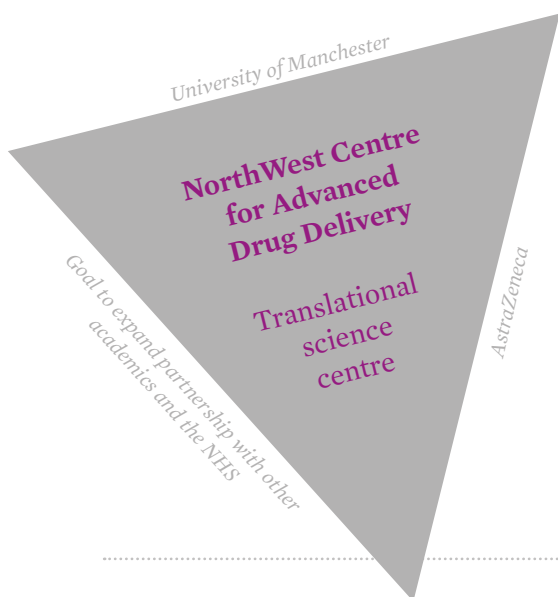 University of Manchester
NorthWest Centre
for Advanced
Drug Delivery
Translational
science
centre
AstraZeneca
Goal to expand partnership with other
academics and the NHS